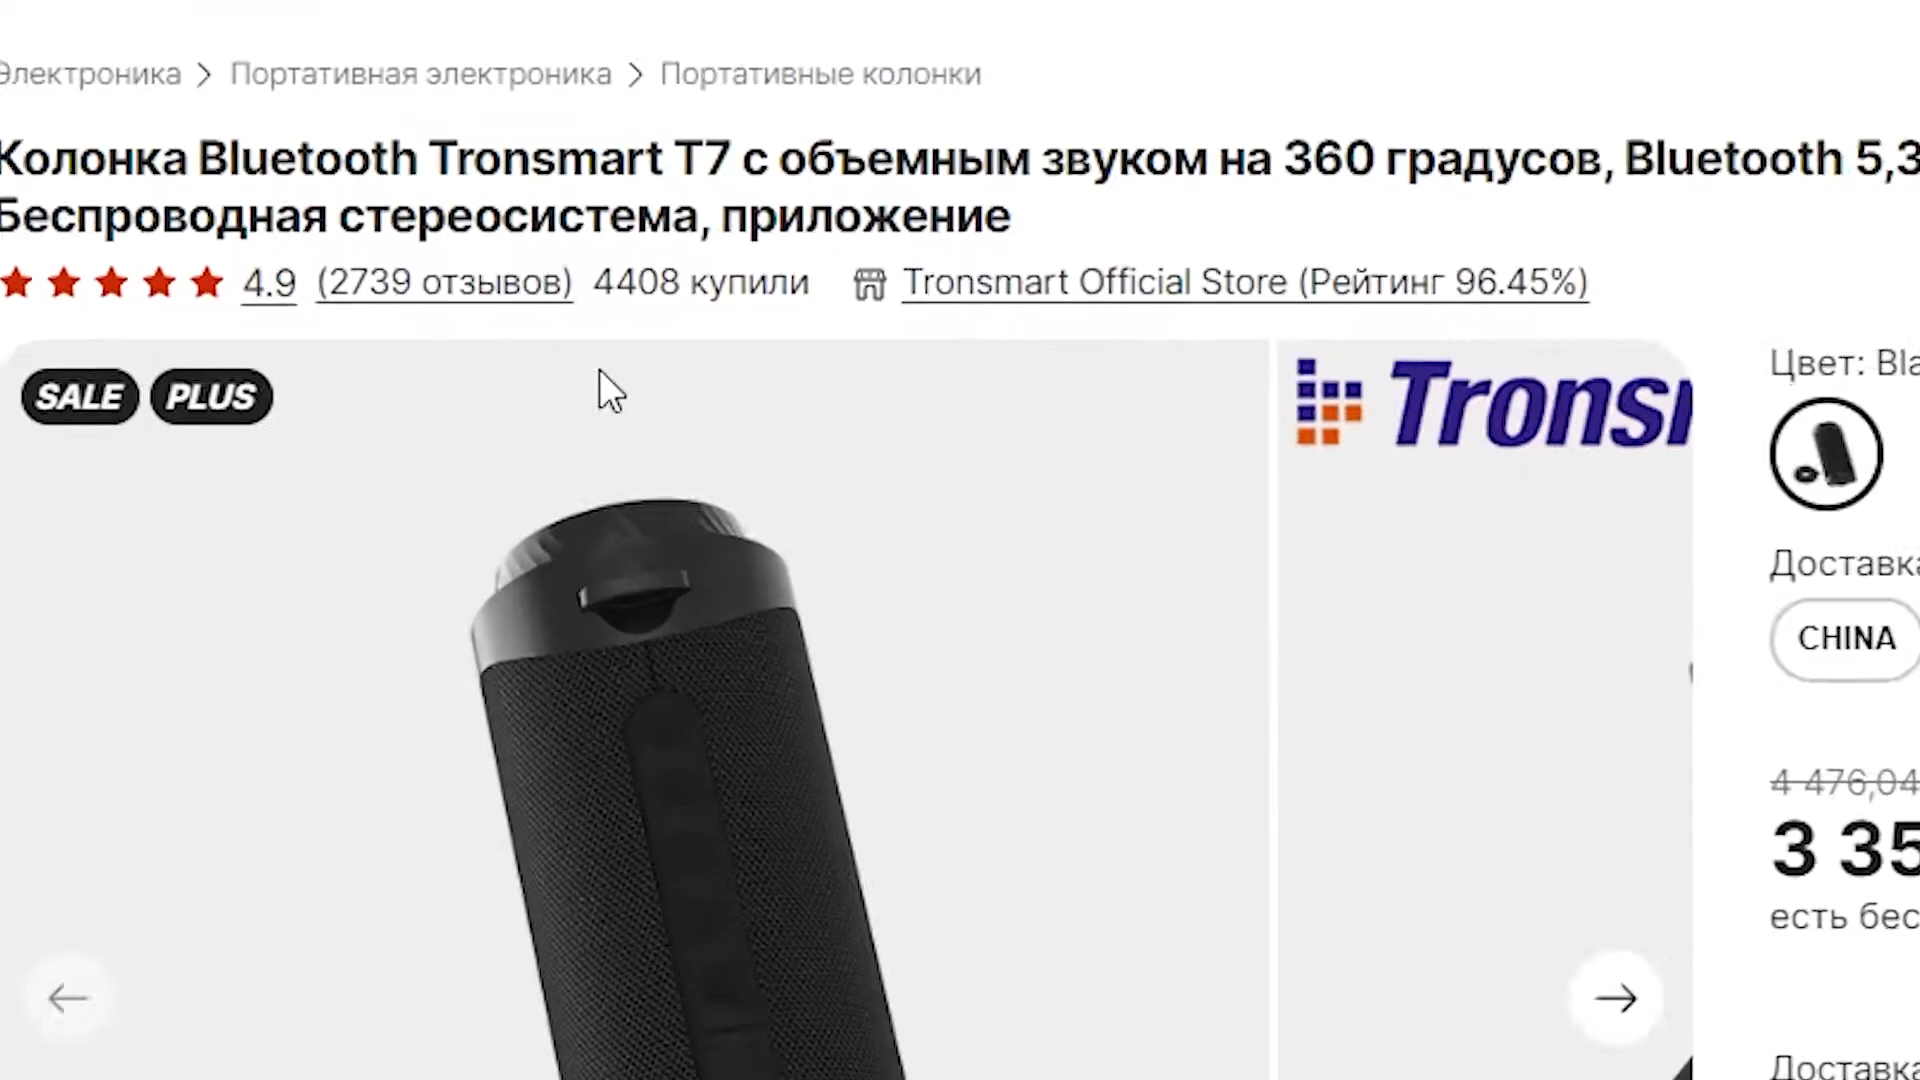 Электроника > Портативная электроника > Портативные колонки
Колонка Bluetooth Tronsmart T7 с объемным звуком на 360 градусов, Bluetooth 5,3
Беспроводная стереосистема, приложение
4.9 (2739 отзывов) 4408 купили Tronsmart Official Store (Рейтинг 96.45%)
SALE PLUS
Tronsm
Цвет: Bla
Доставка
CHINA
4 476,04
3 35
есть бес
Доставка